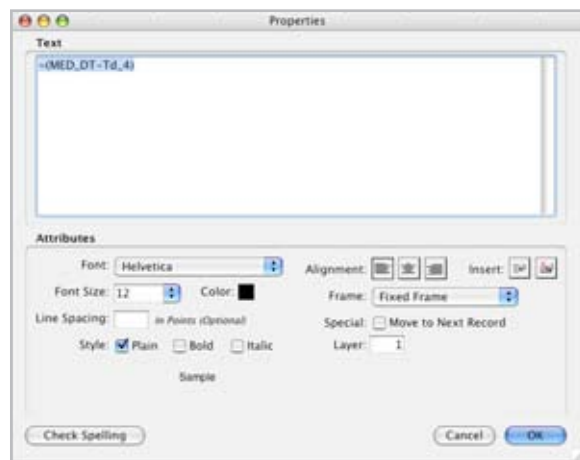 Properties
Text
~(MED_DT-Td_4)
Attributes
Font: Helvetica
Alignment:
Insert:
Font Size: 12
Color:
Frame: Fixed Frame
Line Spacing: in Points (Optional)
Special: Move to Next Record
Style: Plain Bold Italic
Layer: 1
Sample
Check Spelling
Cancel
OK